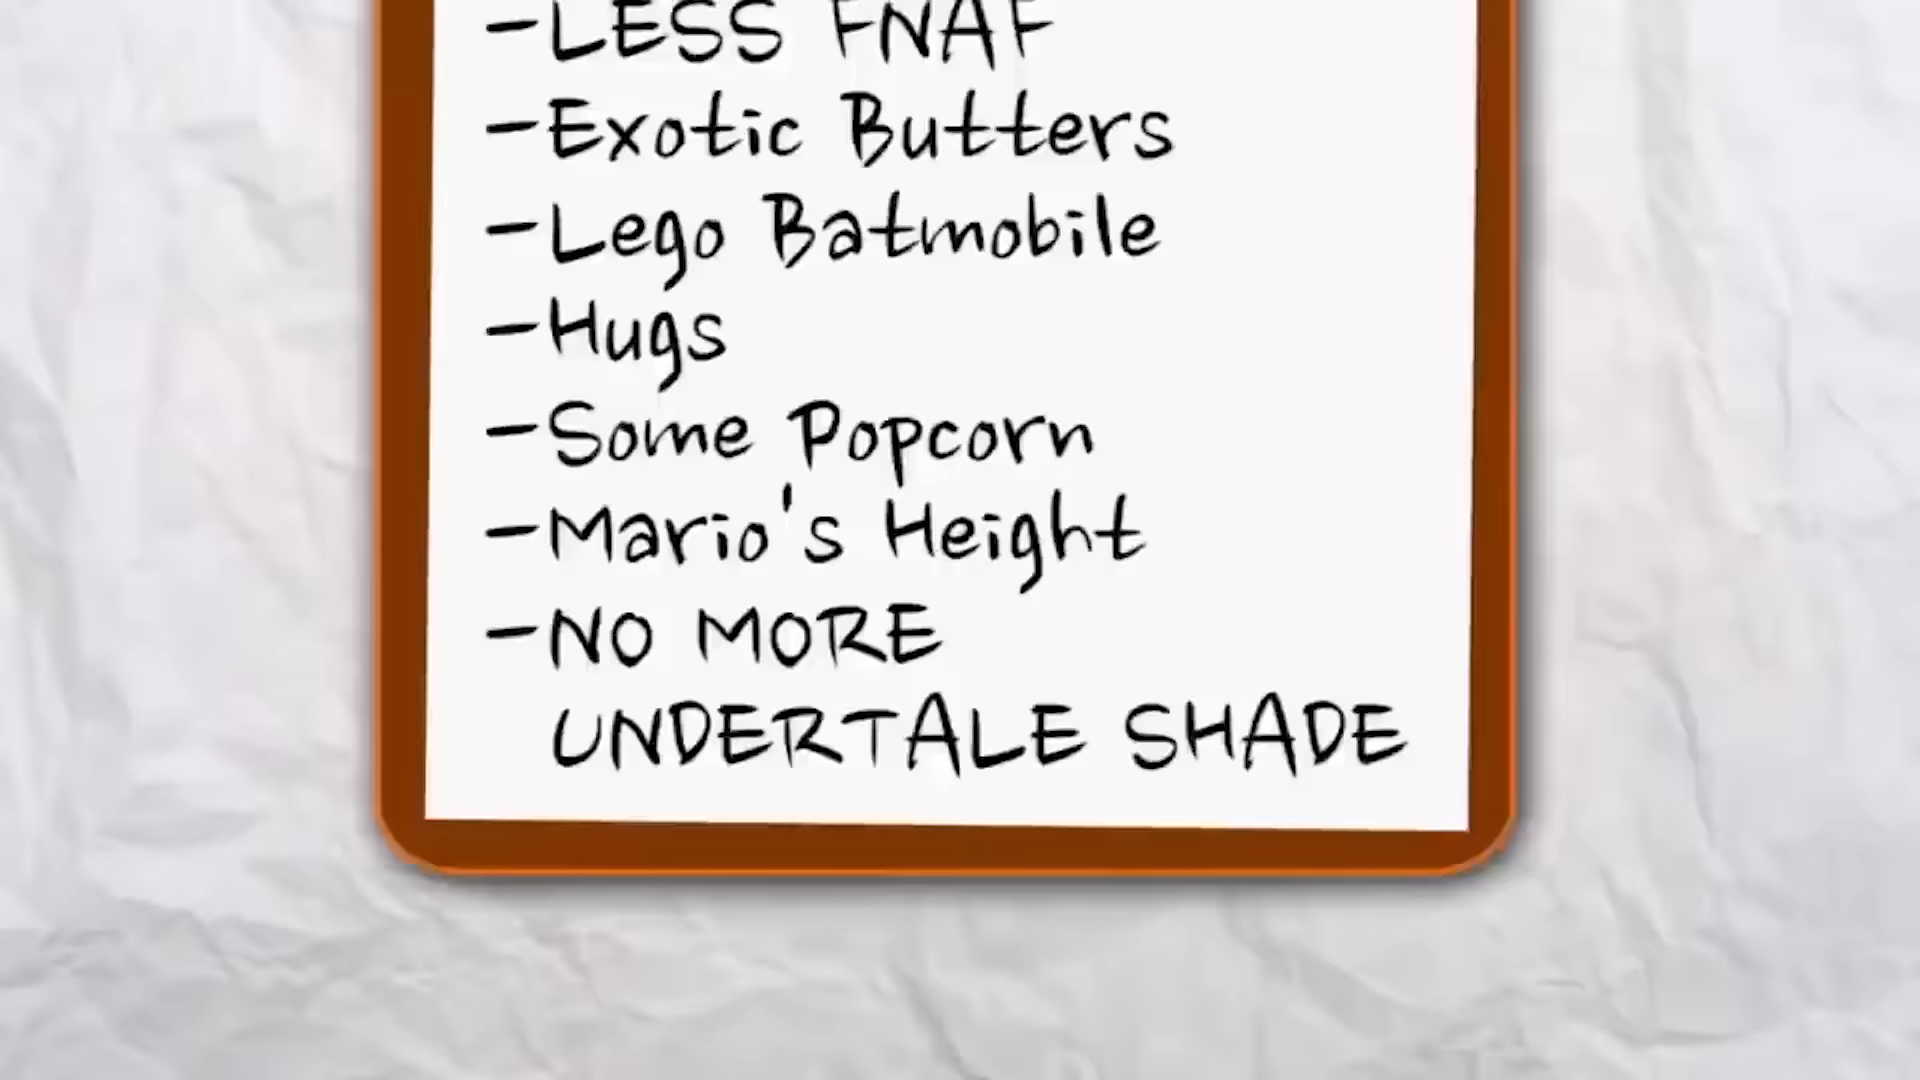 -LESS FNAF
-Exotic Butters
-Lego Batmobile
-Hugs
-Some Popcorn
-Mario's Height
-NO MORE
UNDERTALE SHADE